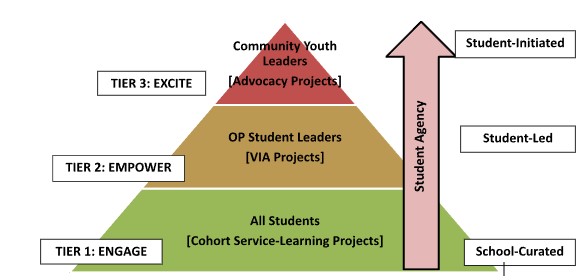 Community Youth
Leaders
[Advocacy Projects]
TIER 3: EXCITE
Student-Initiated
OP Student Leaders
[VIA Projects]
TIER 2: EMPOWER
Student Agency
Student-Led
All Students
[Cohort Service-Learning Projects]
TIER 1: ENGAGE
School-Curated